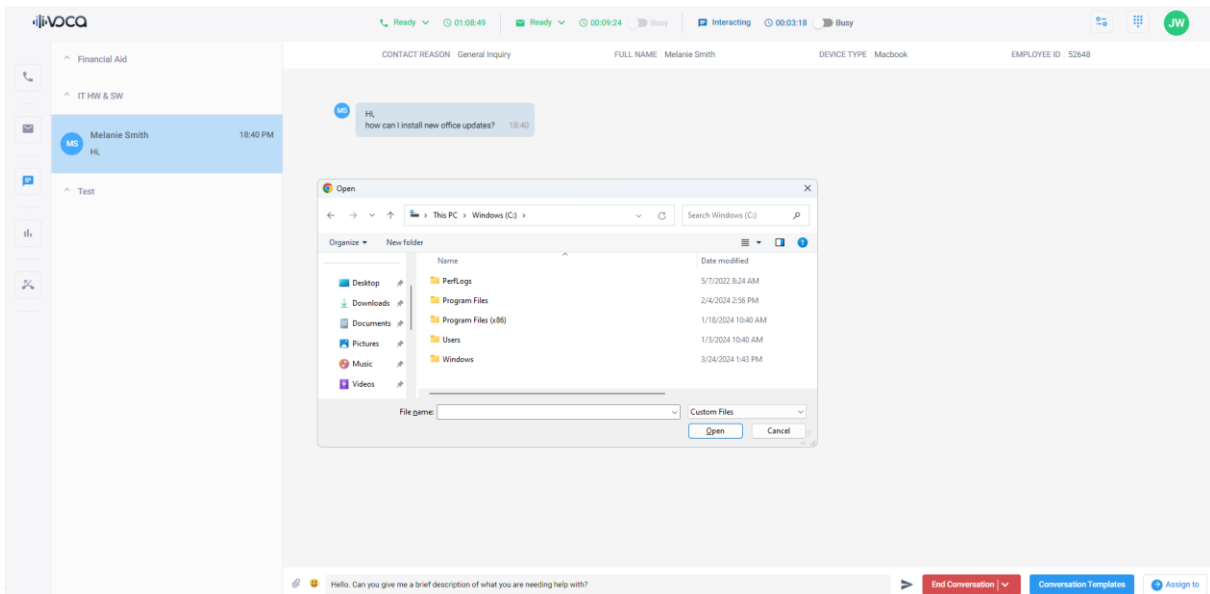 VOCA
Ready 01:08:49 Ready 00:09:24 Busy Interacting 00:03:18 Busy JW
Financial Aid
IT HW & SW
MS Melanie Smith 18:40 PM
Hi,
Test
CONTACT REASON General Inquiry FULL NAME Melanie Smith DEVICE TYPE Macbook EMPLOYEE ID 52648
MS Hi,
how can I install new office updates? 18:40
Open
This PC > Windows (C:) > Search Windows (C:)
Organize New folder
Name Date modified
Desktop
Downloads
Documents
Pictures
Music
Videos
PerfLogs 5/7/2022 8:24 AM
Program Files 2/4/2024 2:56 PM
Program Files (x86) 1/18/2024 10:40 AM
Users 1/3/2024 10:40 AM
Windows 3/24/2024 1:43 PM
File name: Custom Files
Open Cancel
Hello. Can you give me a brief description of what you are needing help with? End Conversation Conversation Templates Assign to